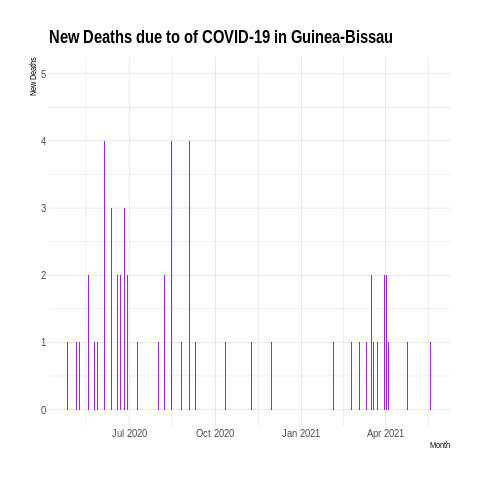 New Deaths due to of COVID-19 in Guinea-Bissau
New Deaths
5
4
3
2
1
0
Jul 2020
Oct 2020
Jan 2021
Apr 2021
Month